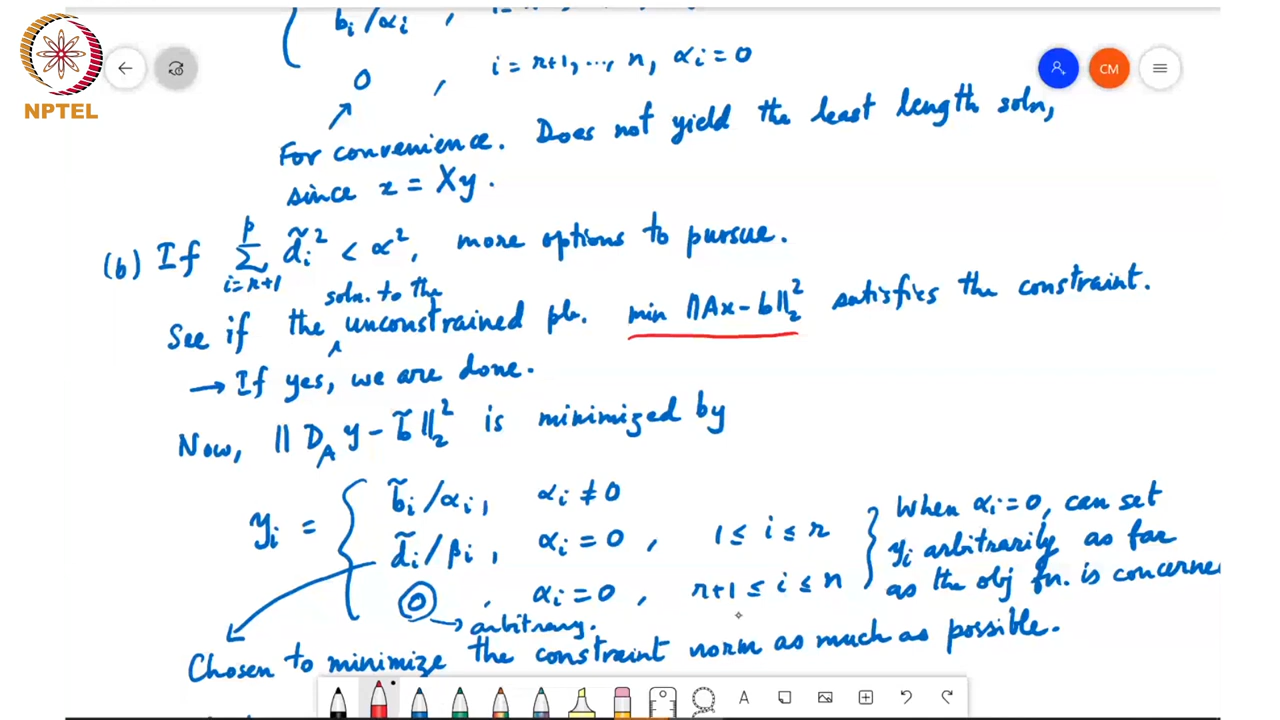 b̃ᵢ/αᵢ ,
0 , i = r+1, ..., n, αᵢ = 0
NPTEL
CM
For convenience. Does not yield the least length soln,
since x = Xy.
(b) If Σ_{i=r+1}^{p} d̃ᵢ² < α², more options to pursue.
soln. to the
See if the ∧ unconstrained pb. min ‖Ax - b‖₂² satisfies the constraint.
→ If yes, we are done.
Now, ‖D_A y - b̃‖₂² is minimized by
yᵢ = { b̃ᵢ/αᵢ, αᵢ ≠ 0
d̃ᵢ/βᵢ, αᵢ = 0 , 1 ≤ i ≤ r
0 , αᵢ = 0 , r+1 ≤ i ≤ n
} When αᵢ = 0, can set
yᵢ arbitrarily as far
as the obj fn. is concerne
→ arbitrary.
Chosen to minimize the constraint norm as much as possible.
A